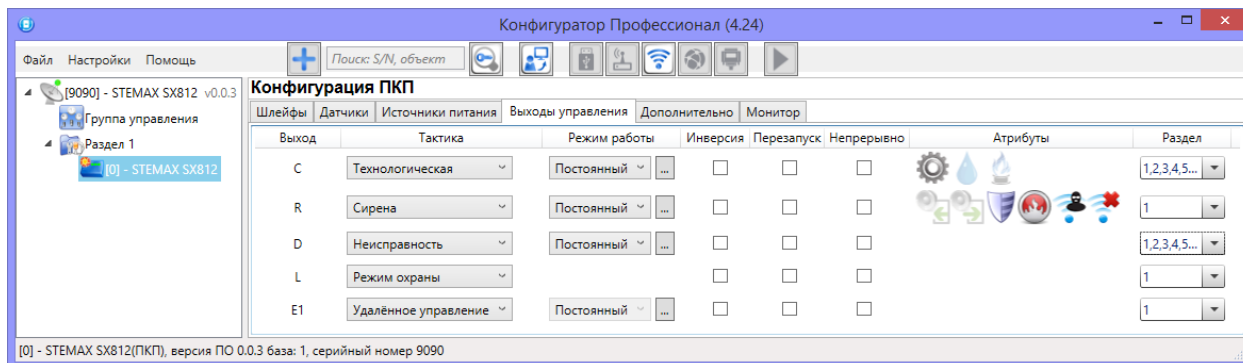 Конфигуратор Профессионал (4.24)
Файл Настройки Помощь
Поиск: S/N, объект
[9090] - STEMAX SX812 v0.0.3
Группа управления
Раздел 1
[0] - STEMAX SX812
Конфигурация ПКП
Шлейфы Датчики Источники питания Выходы управления Дополнительно Монитор
Выход Тактика Режим работы Инверсия Перезапуск Непрерывно Атрибуты Раздел
C Технологическая Постоянный ... 1,2,3,4,5...
R Сирена Постоянный ... 1
D Неисправность Постоянный ... 1,2,3,4,5...
L Режим охраны 1
E1 Удалённое управление Постоянный ... 1
[0] - STEMAX SX812(ПКП), версия ПО 0.0.3 база: 1, серийный номер 9090